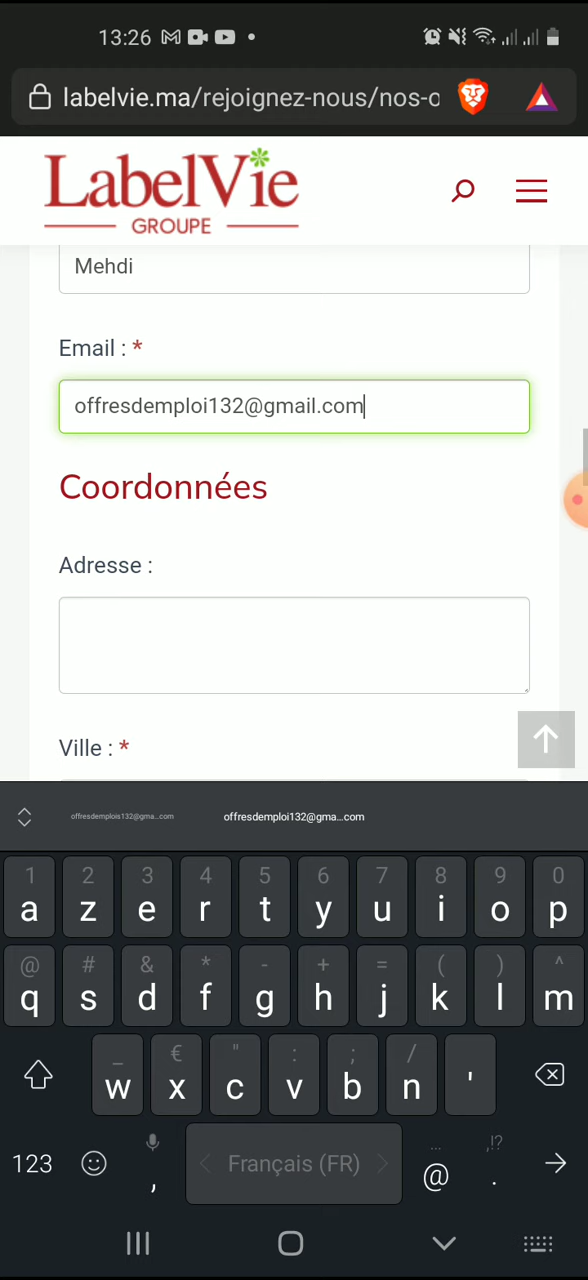 13:26
labelvie.ma/rejoignez-nous/nos-o
LabelVie
GROUPE
Mehdi
Email : *
offresdemploi132@gmail.com
Coordonnées
Adresse :
Ville : *
offresdemplois132@gma...com offresdemploi132@gma...com
1 2 3 4 5 6 7 8 9 0
a z e r t y u i o p
@ # & * - + = ( ) ^
q s d f g h j k l m
_ € " : ; /
w x c v b n '
123 , Français (FR) ... @ ,!? .